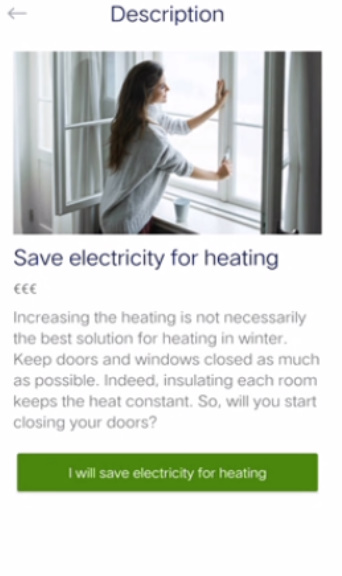 Description
Save electricity for heating
€€€
Increasing the heating is not necessarily
the best solution for heating in winter.
Keep doors and windows closed as much
as possible. Indeed, insulating each room
keeps the heat constant. So, will you start
closing your doors?
I will save electricity for heating